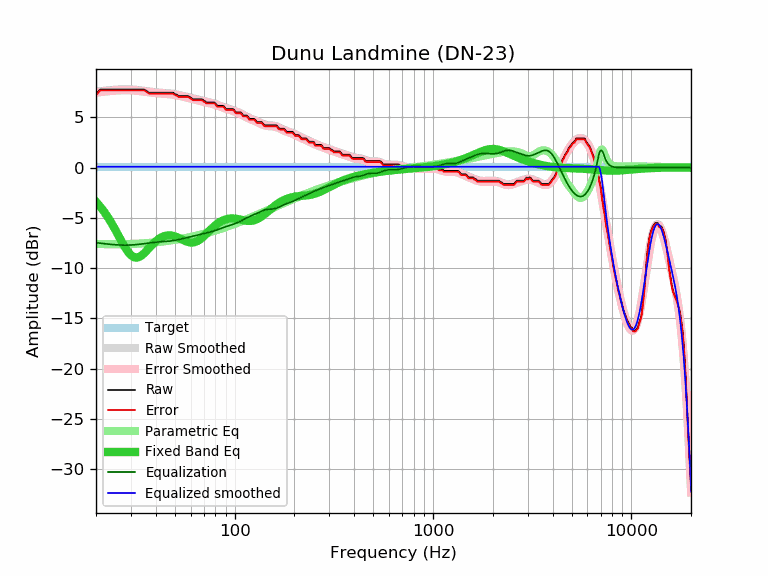 Dunu Landmine (DN-23)
5
0
−5
−10
−15
−20
−25
−30
Amplitude (dBr)
Target
Raw Smoothed
Error Smoothed
Raw
Error
Parametric Eq
Fixed Band Eq
Equalization
Equalized smoothed
100
1000
10000
Frequency (Hz)